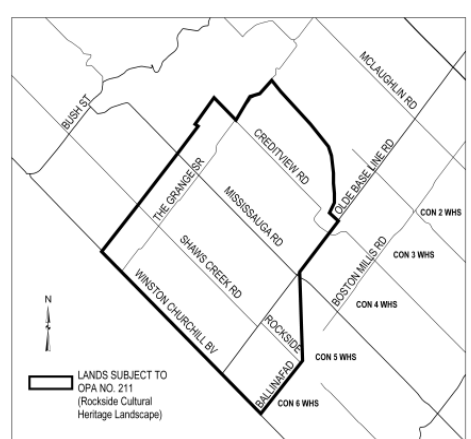 MCLAUGHLIN RD
BUSH ST
CREDITVIEW RD
OLDE BASE LINE RD
THE GRANGE SR
MISSISSAUGA RD
CON 2 WHS
SHAWS CREEK RD
BOSTON MILLS RD
CON 3 WHS
WINSTON CHURCHILL BV
CON 4 WHS
N
ROCKSIDE
CON 5 WHS
BALLINAFAD
CON 6 WHS
LANDS SUBJECT TO
OPA NO. 211
(Rockside Cultural
Heritage Landscape)